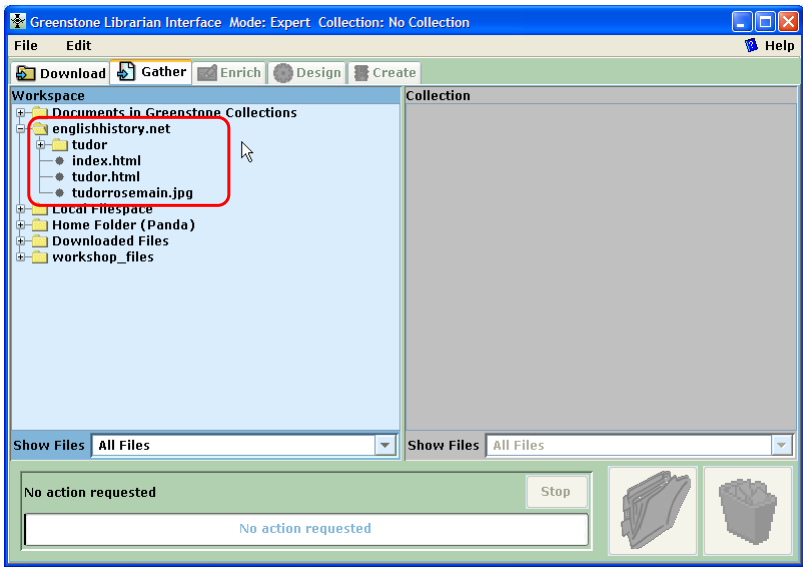 Greenstone Librarian Interface  Mode: Expert  Collection: No Collection
File Edit Help
Download Gather Enrich Design Create
Workspace
Documents in Greenstone Collections
englishhistory.net
tudor
index.html
tudor.html
tudorrosemain.jpg
Local Filespace
Home Folder (Panda)
Downloaded Files
workshop_files
Show Files All Files
Collection
Show Files All Files
No action requested Stop
No action requested